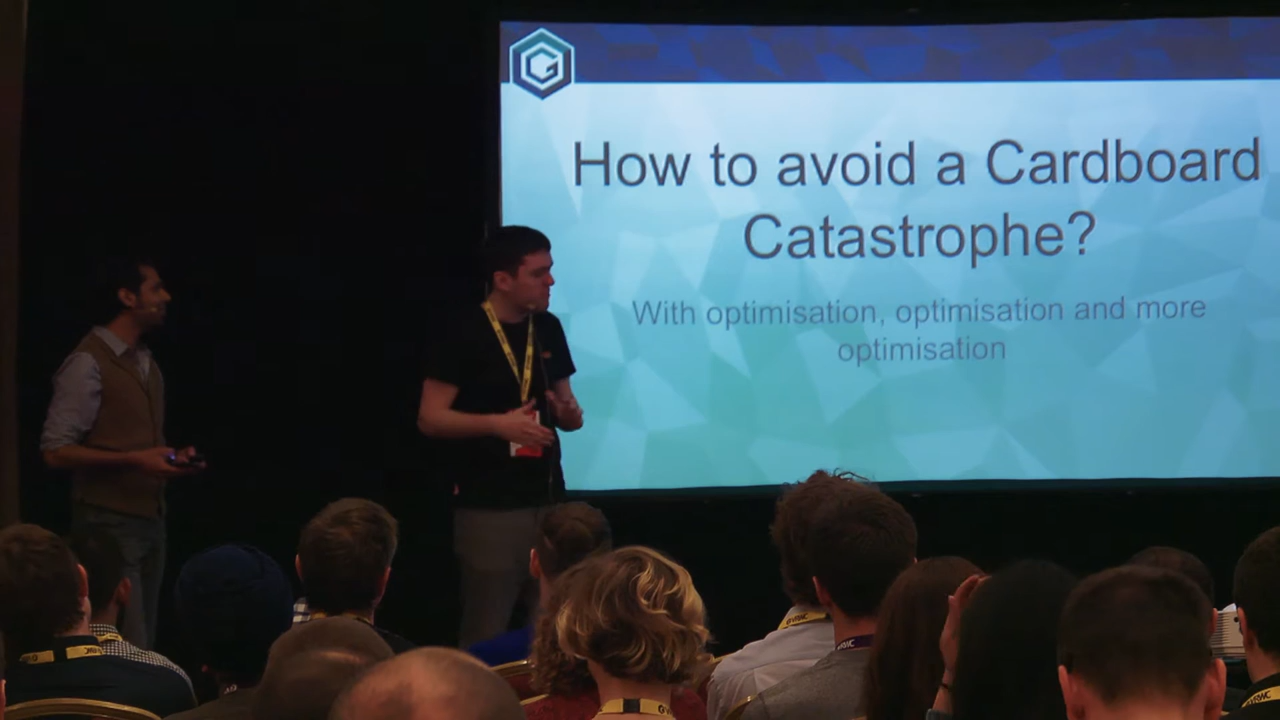 How to avoid a Cardboard
Catastrophe?
With optimisation, optimisation and more
optimisation